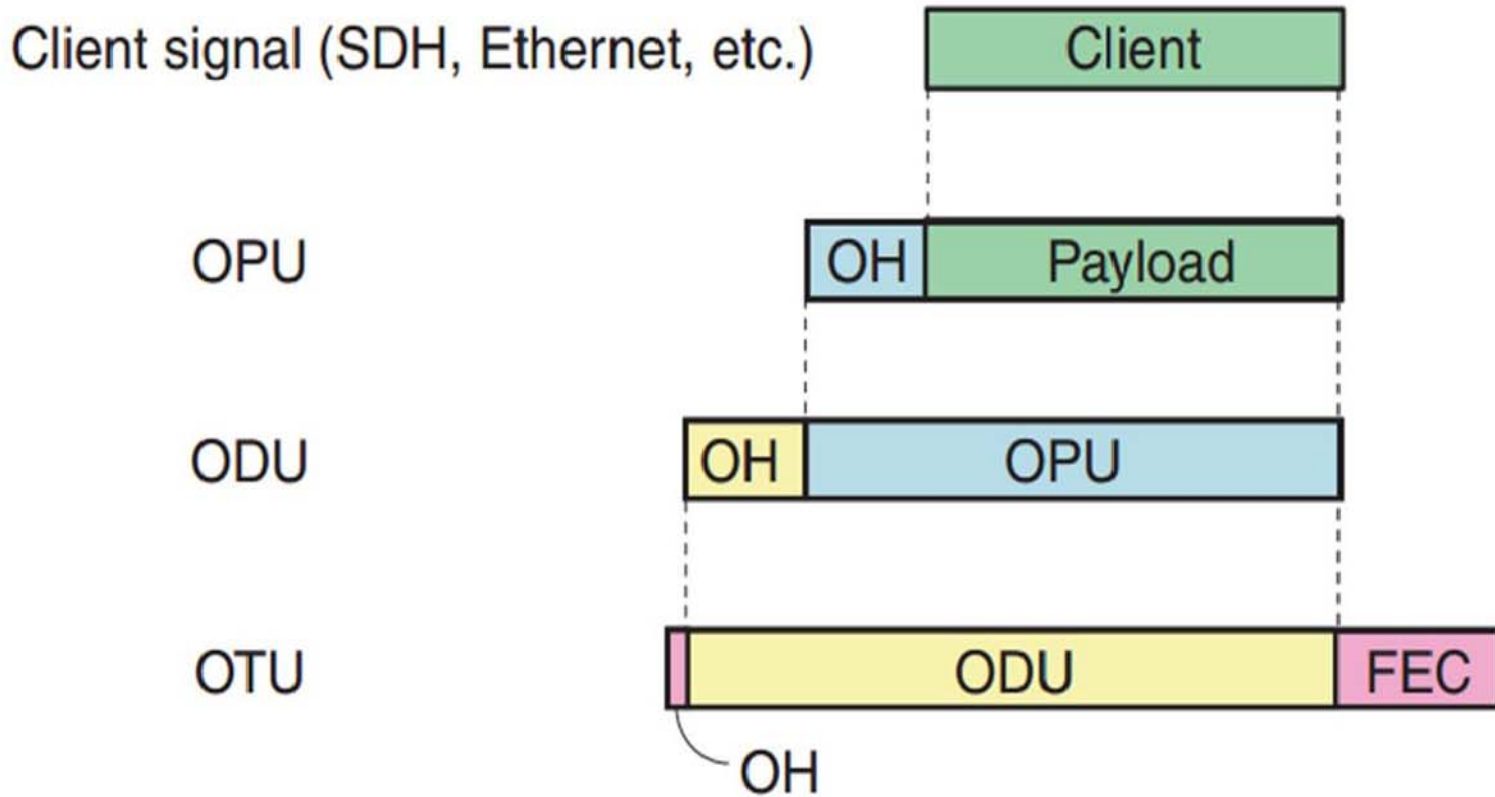 Client signal (SDH, Ethernet, etc.) Client
OPU OH Payload
ODU OH OPU
OTU ODU FEC
OH